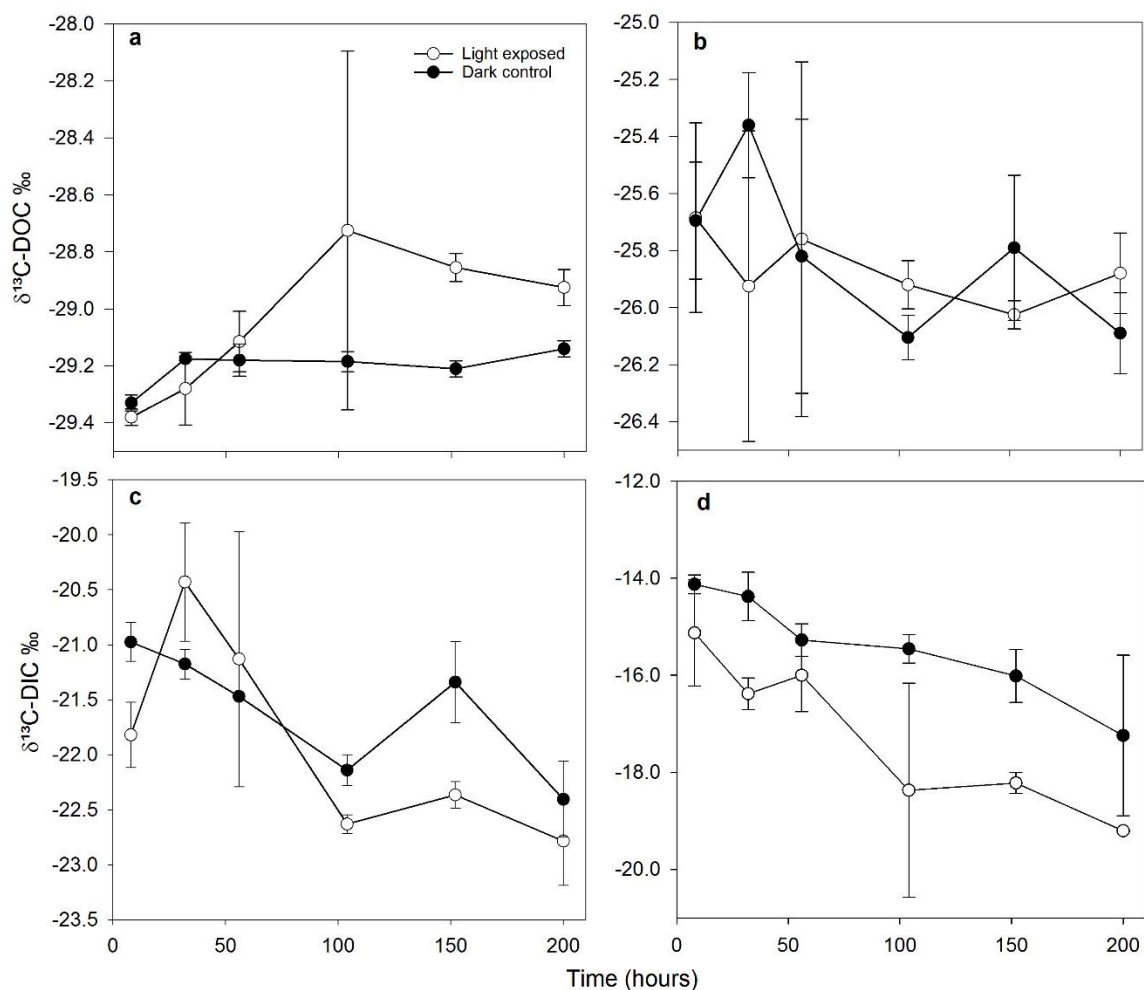 a
Light exposed
Dark control
δ¹³C-DOC ‰
-28.0
-28.2
-28.4
-28.6
-28.8
-29.0
-29.2
-29.4
b
-25.0
-25.2
-25.4
-25.6
-25.8
-26.0
-26.2
-26.4
c
δ¹³C-DIC ‰
-19.5
-20.0
-20.5
-21.0
-21.5
-22.0
-22.5
-23.0
-23.5
0 50 100 150 200
d
-12.0
-14.0
-16.0
-18.0
-20.0
0 50 100 150 200
Time (hours)